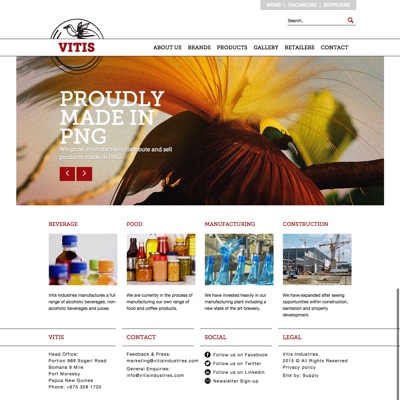 NEWS | VACANCIES | SUPPLIERS
Search..
VITIS
ABOUT US BRANDS PRODUCTS GALLERY RETAILERS CONTACT
PROUDLY
MADE IN
PNG
We grow, manufacture, distribute and sell
products made in PNG
BEVERAGE
FOOD
MANUFACTURING
CONSTRUCTION
Vitis Industries manufactures a full
range of alcoholic beverages, non-
alcoholic beverages and juices.
We are currently in the process of
manufacturing our own range of
food and coffee products.
We have invested heavily in our
manufacturing plant including a
new state of the art brewery.
We have expanded after seeing
opportunities within construction,
sanitation and property
development.
VITIS
Head Office:
Portion 989 Sogeri Road
Bomana 9 Mile
Port Moresby
Papua New Guinea
Phone: +675 328 1720
CONTACT
Feedback & Press:
marketing@vitisindustries.com
General Enquiries:
info@vitisindustries.com
SOCIAL
Follow us on Facebook
Follow us on Twitter
Follow us on Linkedin
Newsletter Sign-up
LEGAL
Vitis Industries.
2015 © All Rights Reserved
Privacy policy
Site by: Supply